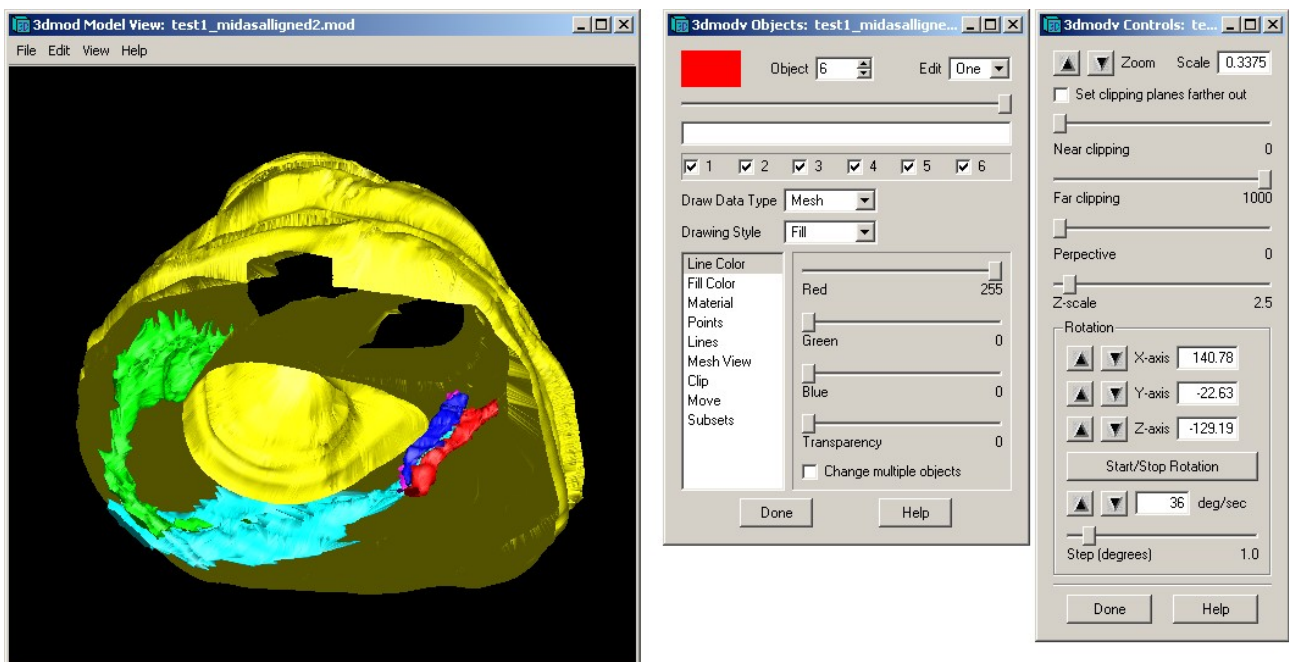 3dmod Model View: test1_midasalligned2.mod
File Edit View Help
3dmodv Objects: test1_midasalligne...
Object 6 Edit One
1 2 3 4 5 6
Draw Data Type Mesh
Drawing Style Fill
Line Color
Fill Color
Material
Points
Lines
Mesh View
Clip
Move
Subsets
Red 255
Green 0
Blue 0
Transparency 0
Change multiple objects
Done Help
3dmodv Controls: te...
Zoom Scale 0.3375
Set clipping planes farther out
Near clipping 0
Far clipping 1000
Perpective 0
Z-scale 2.5
Rotation
X-axis 140.78
Y-axis -22.63
Z-axis -129.19
Start/Stop Rotation
36 deg/sec
Step (degrees) 1.0
Done Help